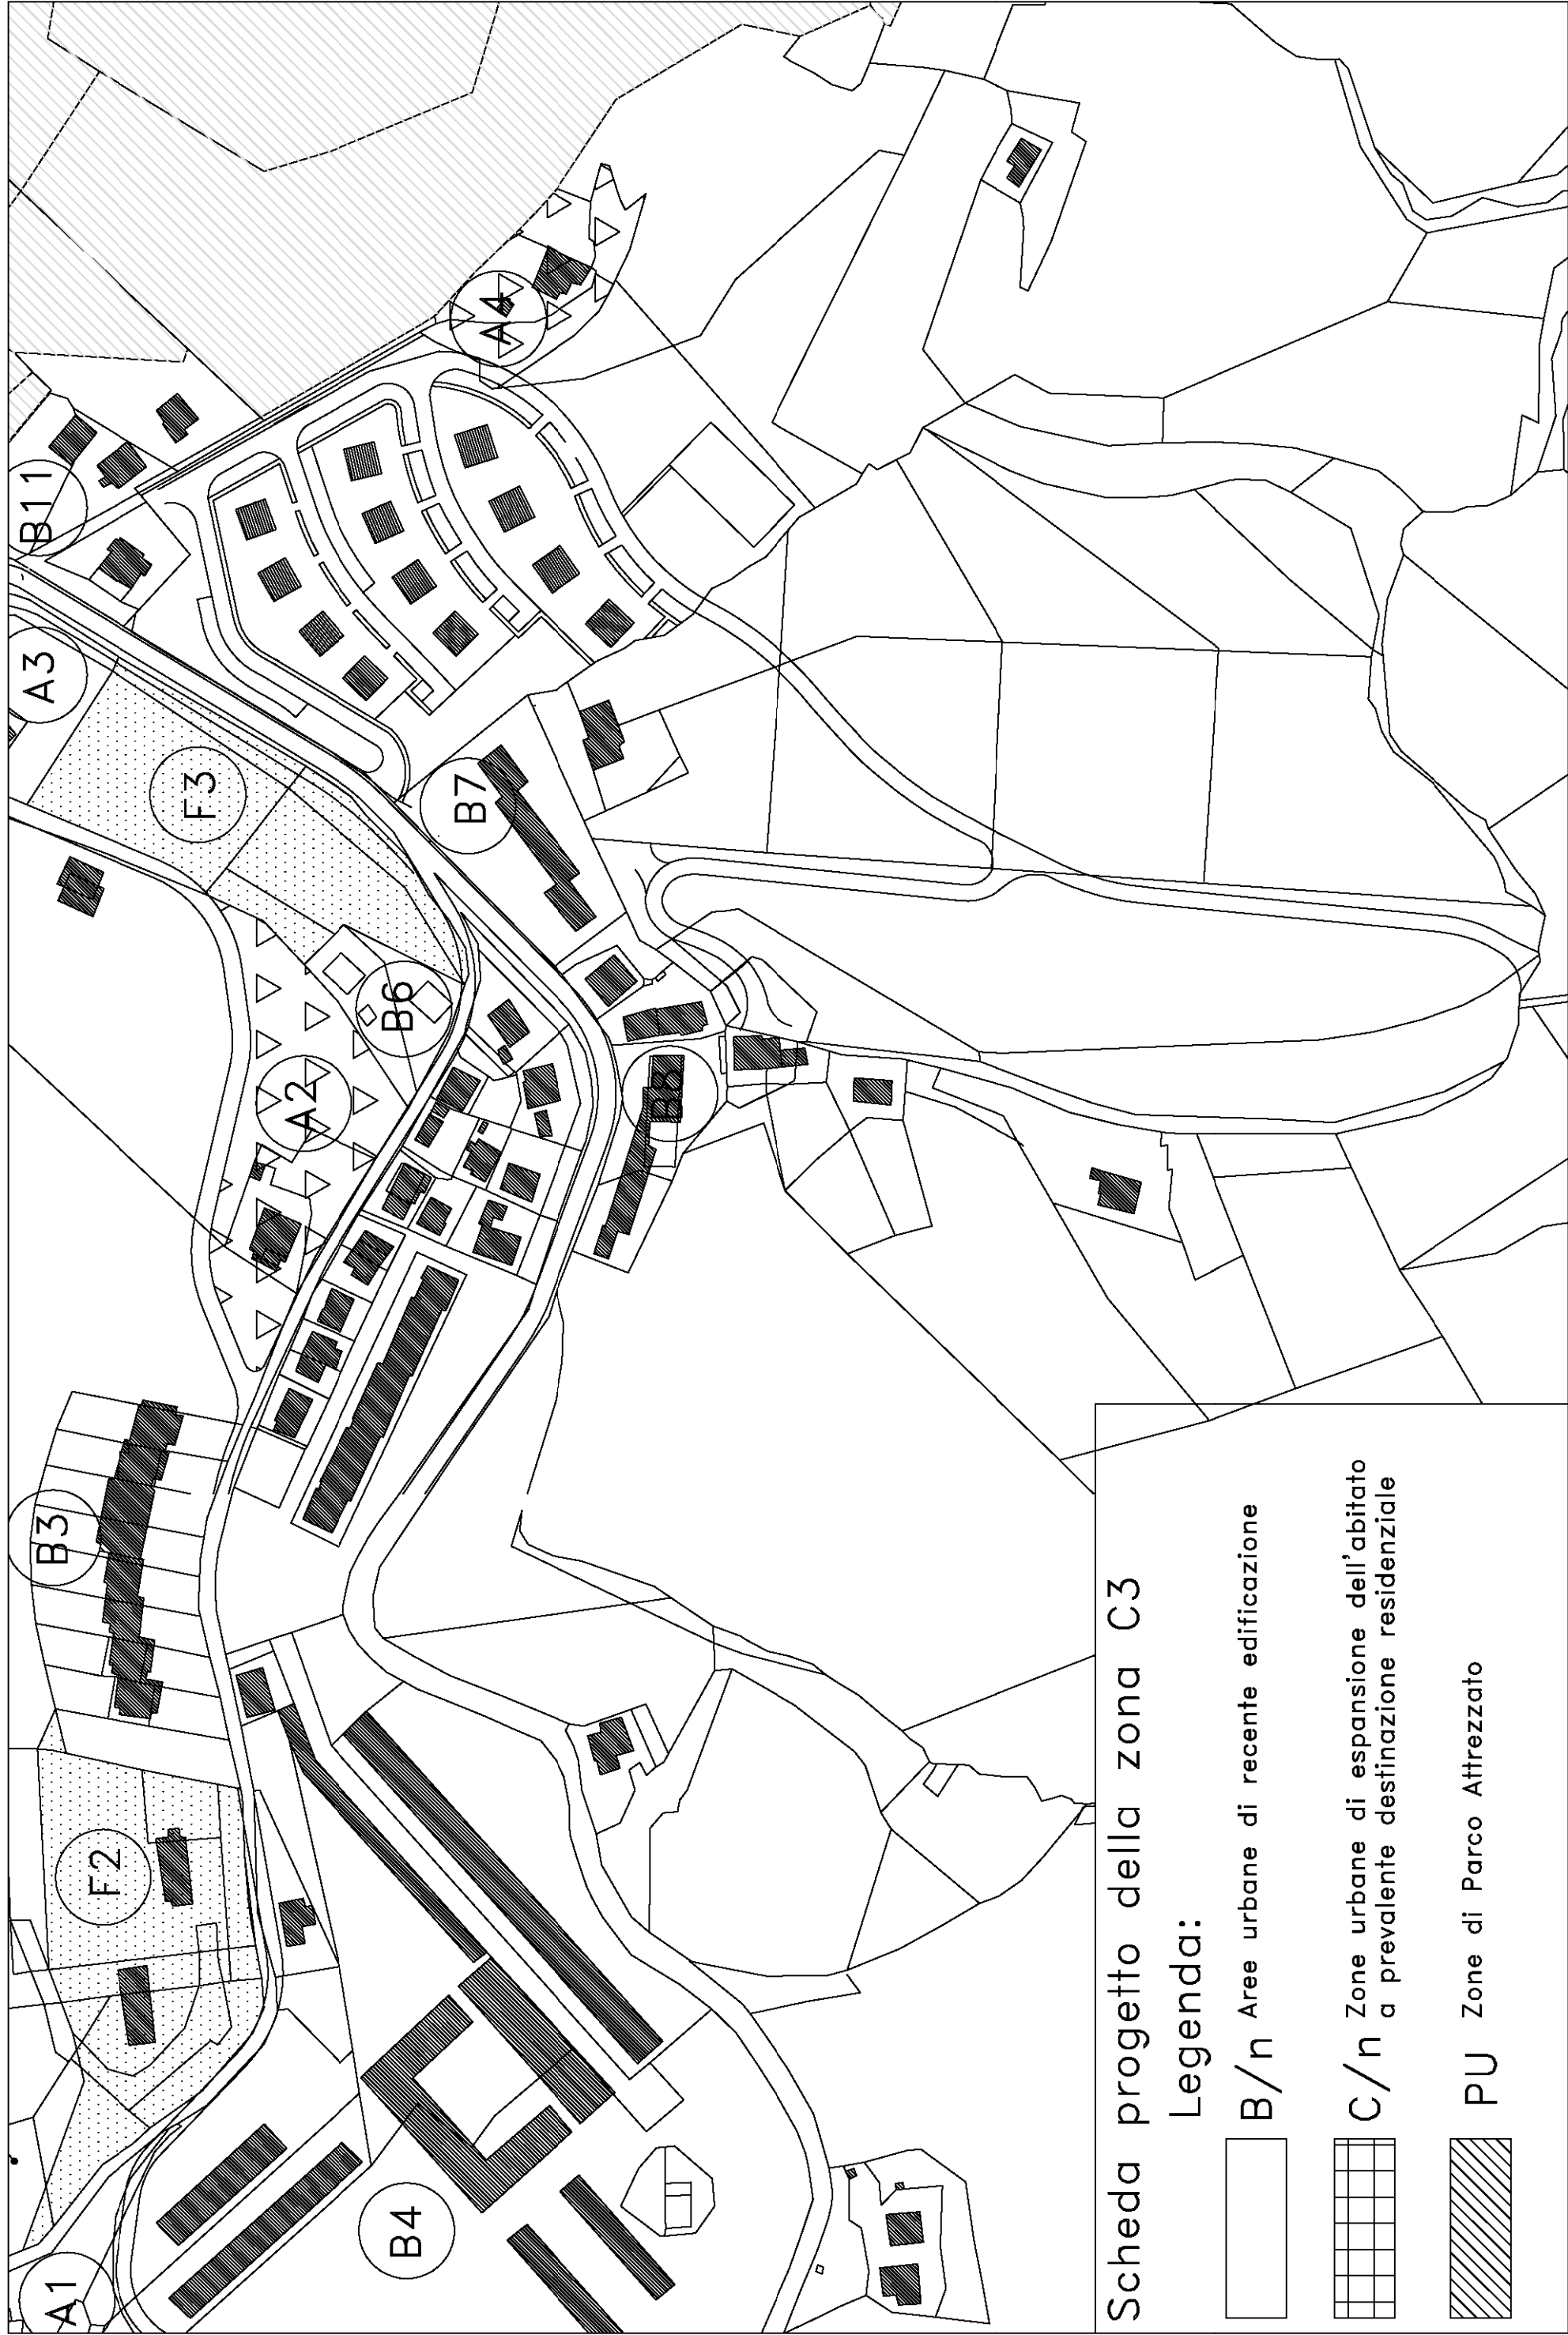 B11
A3
F3
A4
B7
B6
A2
B8
B3
F2
B4
A1
Scheda progetto della zona C3
Legenda:
B/n Aree urbane di recente edificazione
C/n Zone urbane di espansione dell'abitato
a prevalente destinazione residenziale
PU Zone di Parco Attrezzato